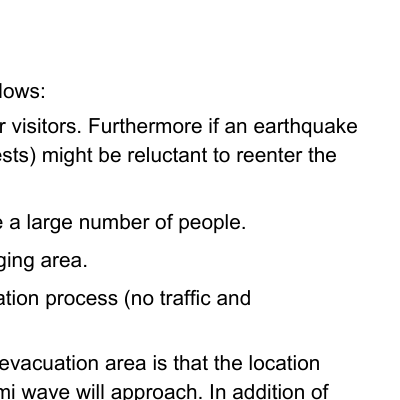 lows:
r visitors. Furthermore if an earthquake
ests) might be reluctant to reenter the
e a large number of people.
ging area.
ation process (no traffic and
evacuation area is that the location
mi wave will approach. In addition of